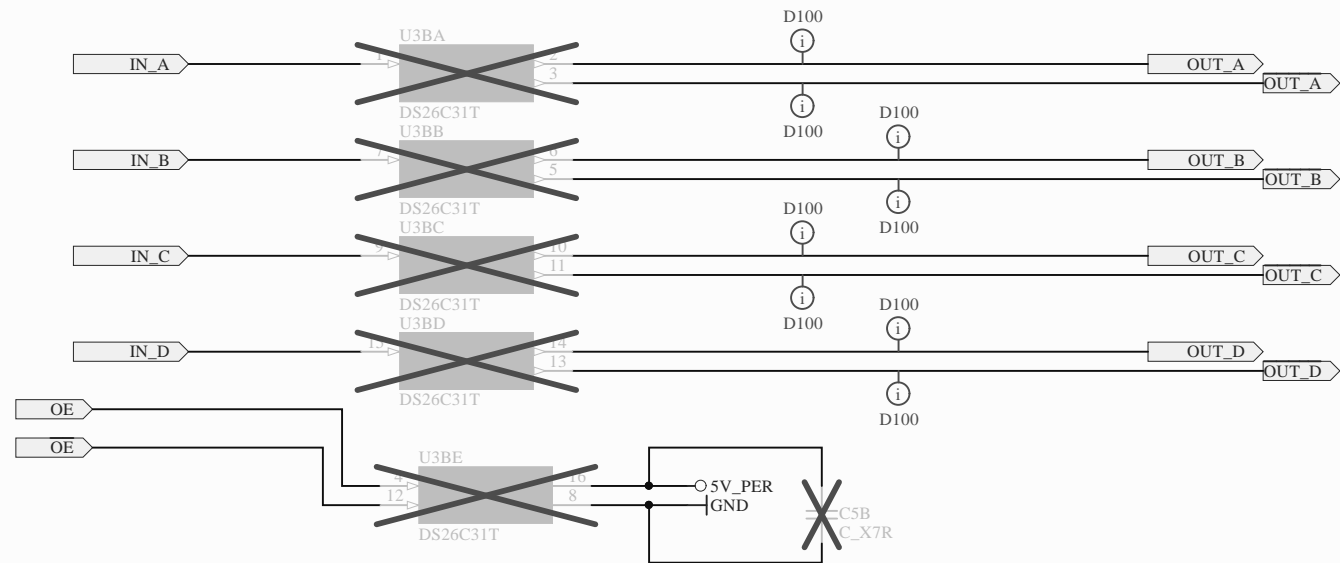 D100
U3BA
IN_A 1 2 OUT_A
3 OUT_A
DS26C31T D100 D100
U3BB
IN_B 7 6 OUT_B
5 OUT_B
DS26C31T D100 D100
U3BC
IN_C 9 10 OUT_C
11 OUT_C
DS26C31T D100 D100
U3BD
IN_D 15 14 OUT_D
13 OUT_D
DS26C31T D100
OE
OE U3BE
4 16 5V_PER
12 8 GND C5B
DS26C31T C_X7R